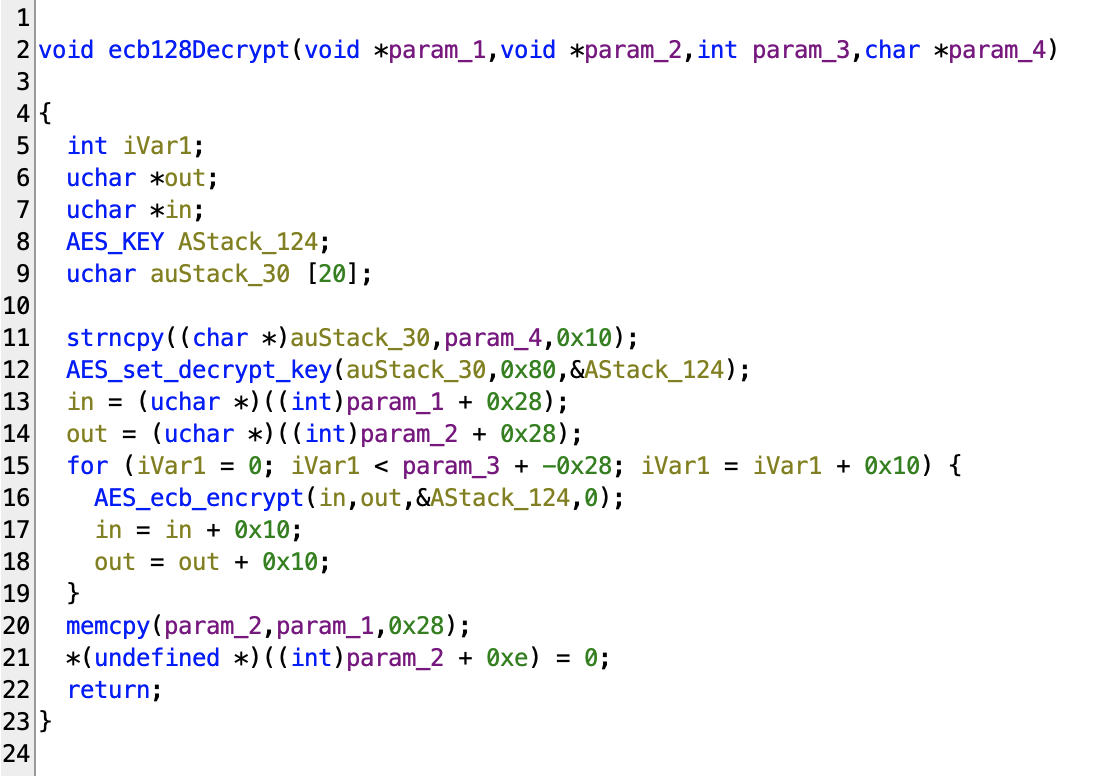 1
2 void ecb128Decrypt(void *param_1,void *param_2,int param_3,char *param_4)
3
4 {
5   int iVar1;
6   uchar *out;
7   uchar *in;
8   AES_KEY AStack_124;
9   uchar auStack_30 [20];
10
11   strncpy((char *)auStack_30,param_4,0x10);
12   AES_set_decrypt_key(auStack_30,0x80,&AStack_124);
13   in = (uchar *)((int)param_1 + 0x28);
14   out = (uchar *)((int)param_2 + 0x28);
15   for (iVar1 = 0; iVar1 < param_3 + -0x28; iVar1 = iVar1 + 0x10) {
16     AES_ecb_encrypt(in,out,&AStack_124,0);
17     in = in + 0x10;
18     out = out + 0x10;
19   }
20   memcpy(param_2,param_1,0x28);
21   *(undefined *)((int)param_2 + 0xe) = 0;
22   return;
23 }
24